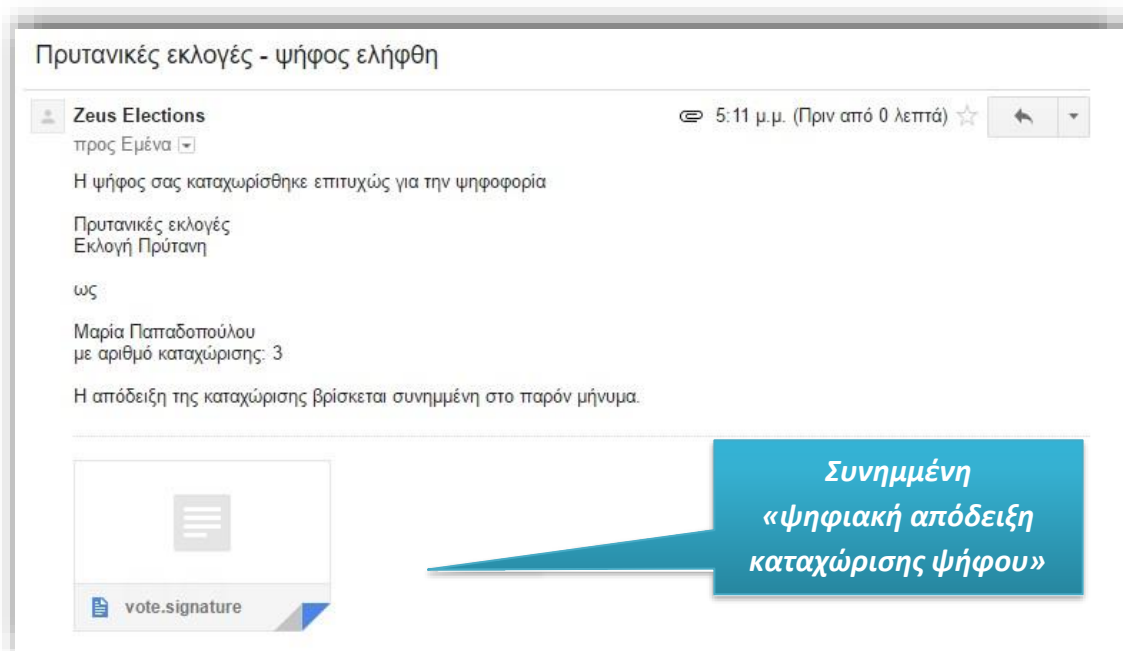 Πρυτανικές εκλογές - ψήφος ελήφθη
Zeus Elections
5:11 μ.μ. (Πριν από 0 λεπτά)
προς Εμένα
Η ψήφος σας καταχωρίσθηκε επιτυχώς για την ψηφοφορία
Πρυτανικές εκλογές
Εκλογή Πρύτανη
ως
Μαρία Παπαδοπούλου
με αριθμό καταχώρισης: 3
Η απόδειξη της καταχώρισης βρίσκεται συνημμένη στο παρόν μήνυμα.
Συνημμένη
«ψηφιακή απόδειξη
καταχώρισης ψήφου»
vote.signature